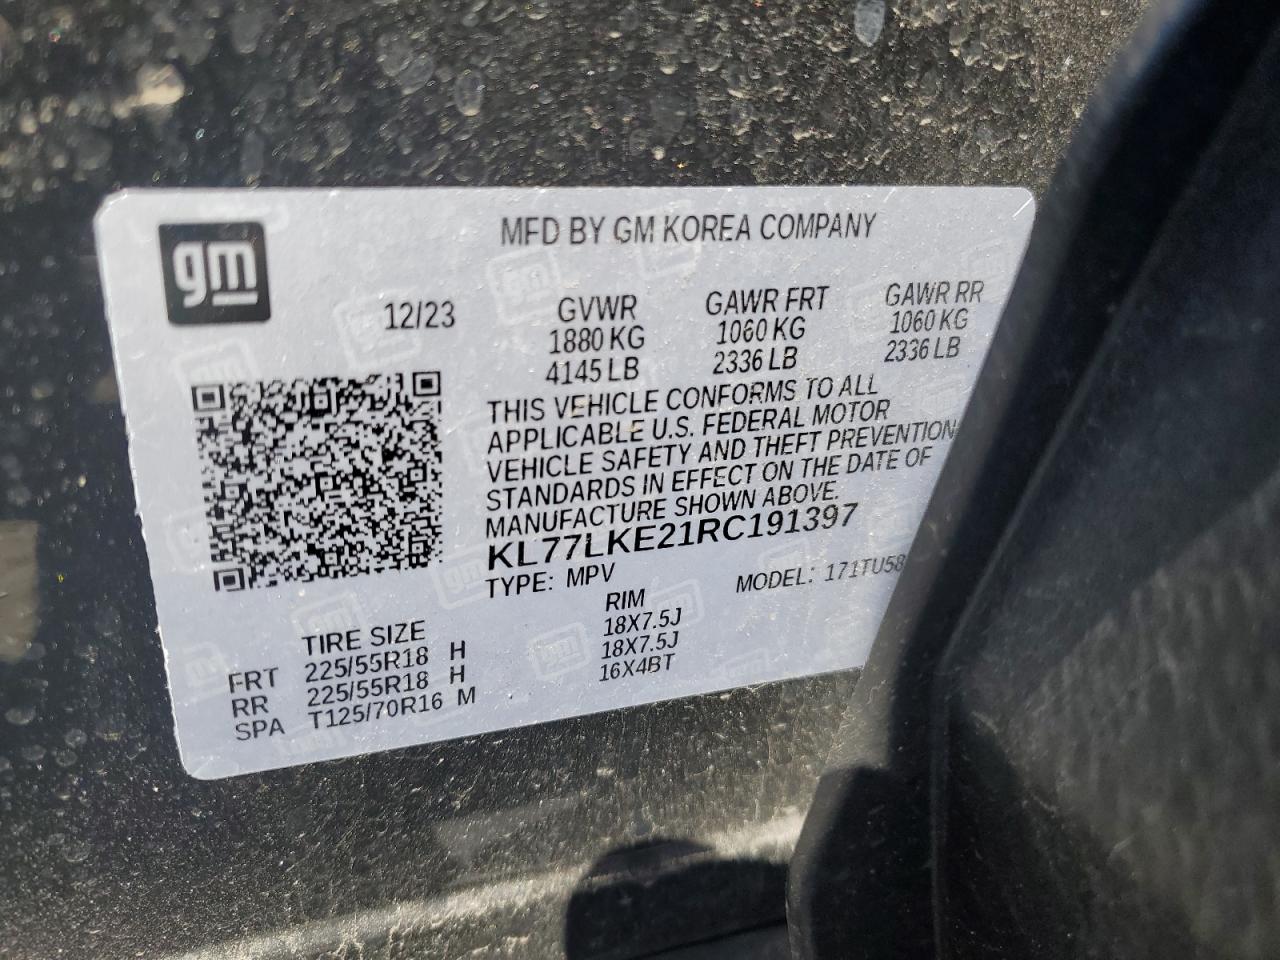 gm
MFD BY GM KOREA COMPANY
12/23
GVWR GAWR FRT GAWR RR
1880 KG 1060 KG 1060 KG
4145 LB 2336 LB 2336 LB
THIS VEHICLE CONFORMS TO ALL
APPLICABLE U.S. FEDERAL MOTOR
VEHICLE SAFETY AND THEFT PREVENTION
STANDARDS IN EFFECT ON THE DATE OF
MANUFACTURE SHOWN ABOVE.
KL77LKE21RC191397
TYPE: MPV MODEL: 171TU58
TIRE SIZE RIM
FRT 225/55R18 H 18X7.5J
RR 225/55R18 H 18X7.5J
SPA T125/70R16 M 16X4BT